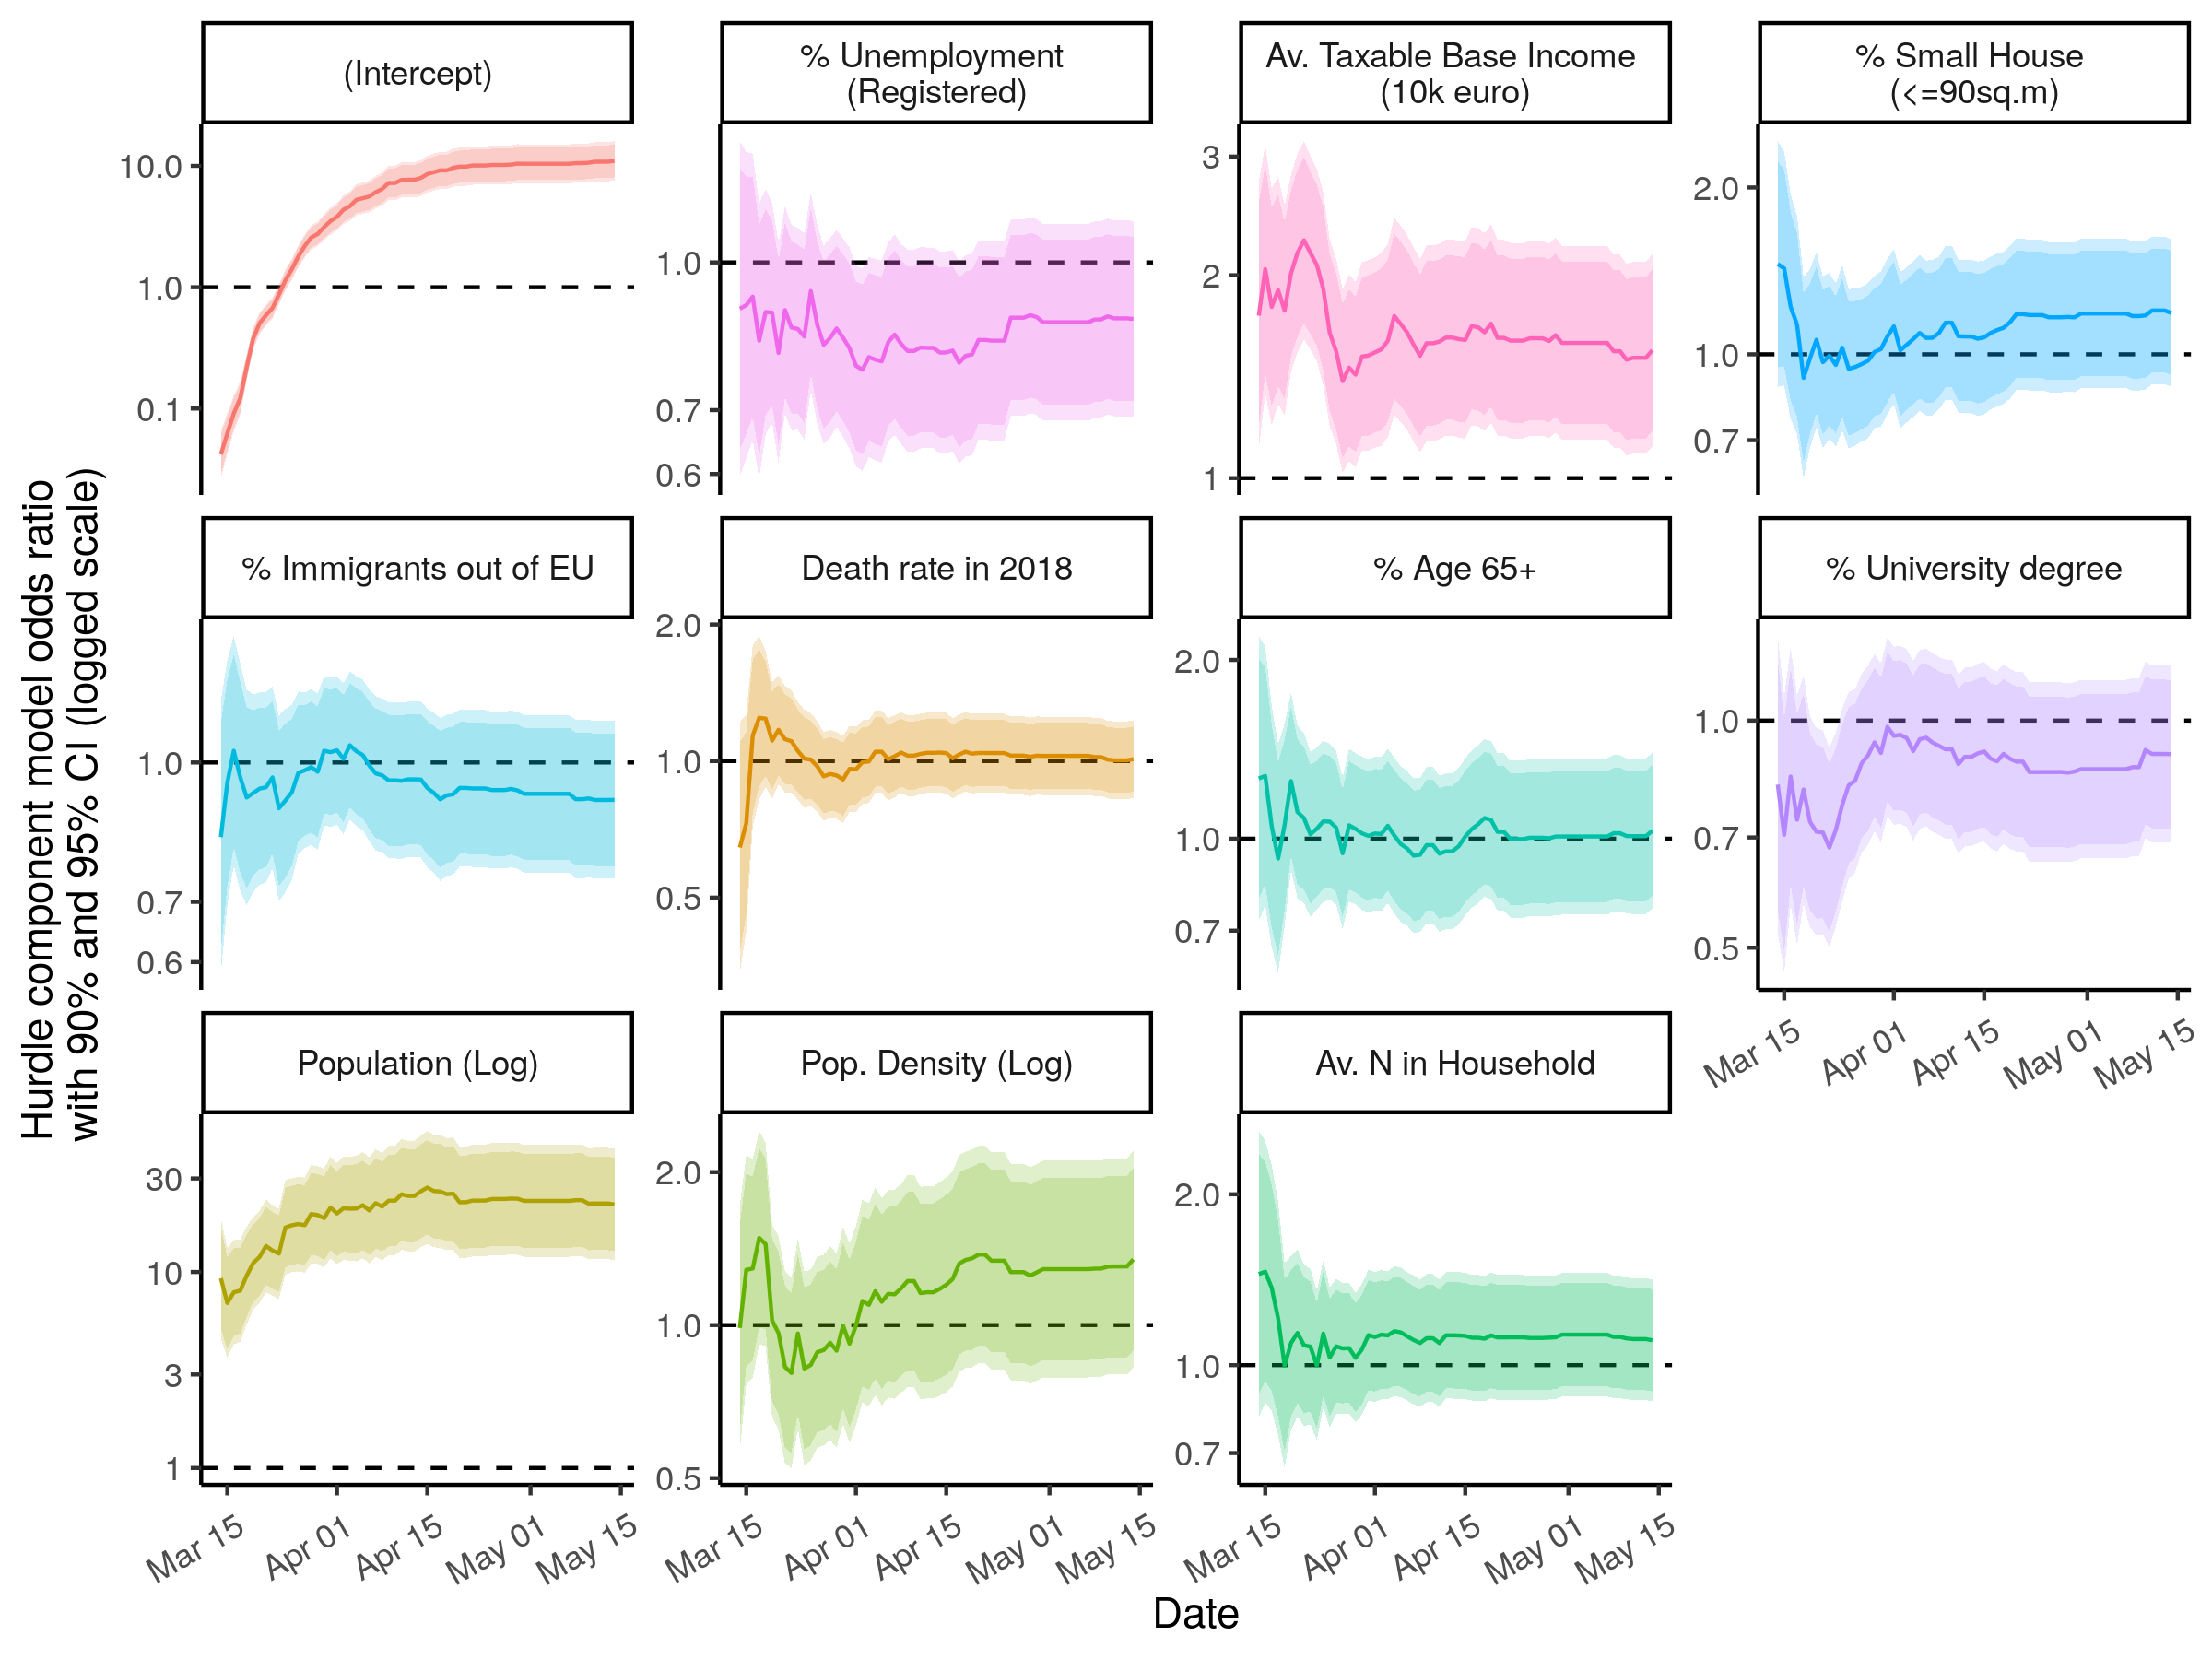 (Intercept)
% Unemployment
(Registered)
Av. Taxable Base Income
(10k euro)
% Small House
(<=90sq.m)
10.0
1.0
0.1
1.0
0.7
0.6
3
2
1
2.0
1.0
0.7
% Immigrants out of EU
Death rate in 2018
% Age 65+
% University degree
1.0
0.7
0.6
2.0
1.0
0.5
2.0
1.0
0.7
1.0
0.7
0.5
Mar 15
Apr 01
Apr 15
May 01
May 15
Population (Log)
Pop. Density (Log)
Av. N in Household
30
10
3
1
2.0
1.0
0.5
2.0
1.0
0.7
Mar 15
Apr 01
Apr 15
May 01
May 15
Mar 15
Apr 01
Apr 15
May 01
May 15
Mar 15
Apr 01
Apr 15
May 01
May 15
Date
Hurdle component model odds ratio
with 90% and 95% CI (logged scale)